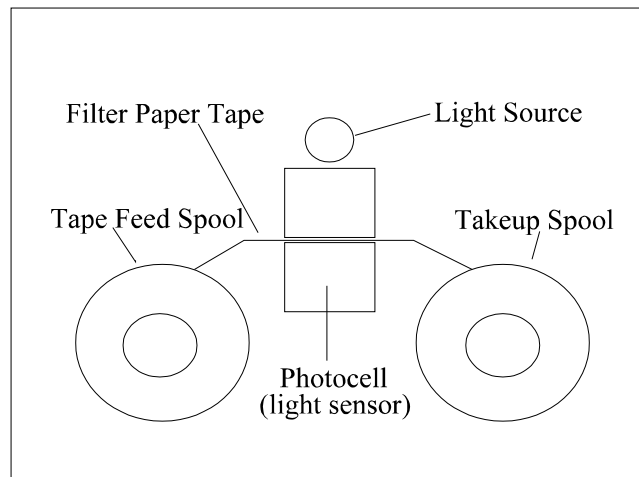 Filter Paper Tape
Light Source
Tape Feed Spool
Takeup Spool
Photocell
(light sensor)